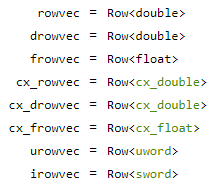 rowvec = Row<double>
drowvec = Row<double>
frowvec = Row<float>
cx_rowvec = Row<cx_double>
cx_drowvec = Row<cx_double>
cx_frowvec = Row<cx_float>
urowvec = Row<uword>
irowvec = Row<sword>